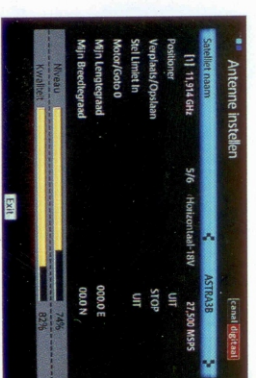 Antenne instellen
canal digitaal
Satelliet naam ASTRA3B
[1] 11,914 GHz 5/6 Horizontaal-18V 27,500 MSPS
Positioner UIT
Verplaats/Opslaan STOP
Stel Limiet In UIT
Motor/Goto 0
Mijn Lengtegraad 000.0 E
Mijn Breedtegraad 00.0 N
Niveau 74%
Kwaliteit 82%
Exit